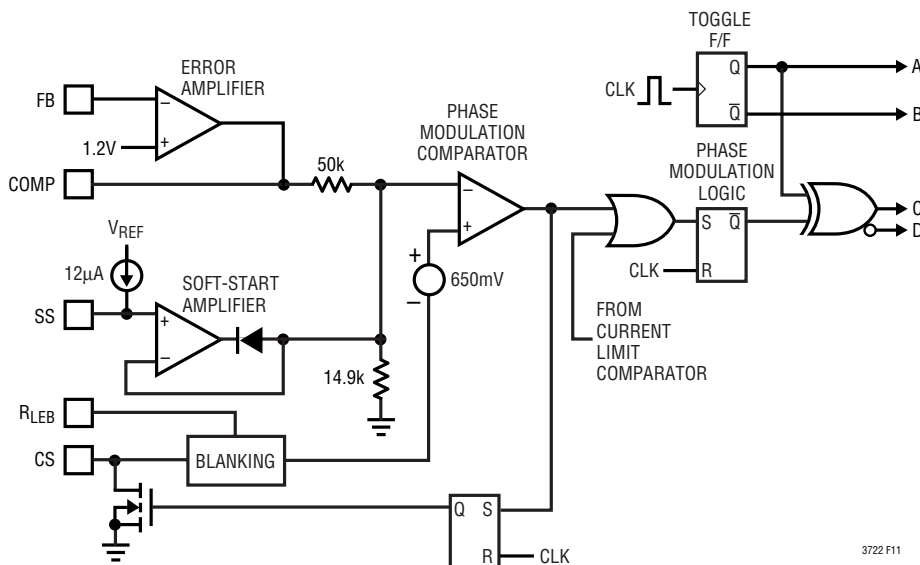 TOGGLE
F/F
Q
A
CLK
Q̅
B
ERROR
AMPLIFIER
FB
−
+
1.2V
COMP
50k
PHASE
MODULATION
COMPARATOR
−
+
PHASE
MODULATION
LOGIC
S
Q̅
C
D
CLK
R
VREF
12µA
SOFT-START
AMPLIFIER
SS
+
−
+
−
650mV
FROM
CURRENT
LIMIT
COMPARATOR
14.9k
RLEB
CS
BLANKING
Q
S
R
CLK
3722 F11